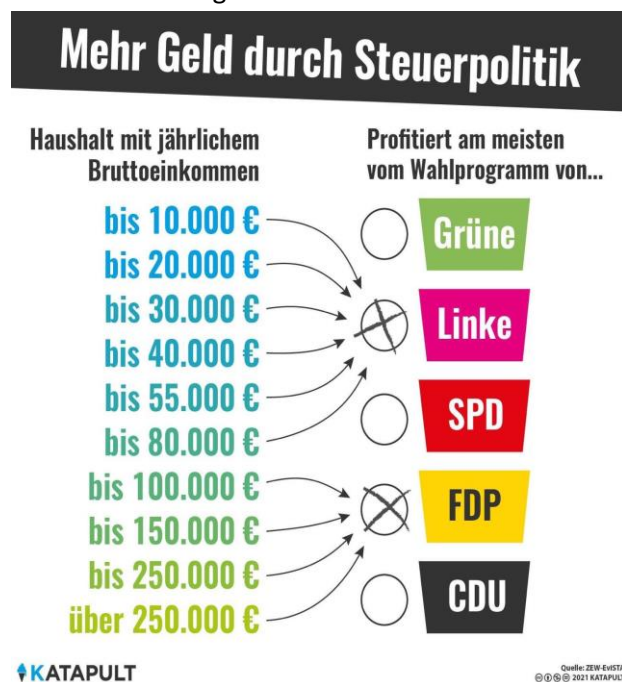 Mehr Geld durch Steuerpolitik
Haushalt mit jährlichem
Bruttoeinkommen
Profitiert am meisten
vom Wahlprogramm von...
bis 10.000 €
bis 20.000 €
bis 30.000 €
bis 40.000 €
bis 55.000 €
bis 80.000 €
bis 100.000 €
bis 150.000 €
bis 250.000 €
über 250.000 €
Grüne
Linke
SPD
FDP
CDU
KATAPULT
Quelle: ZEW-EviSTA
2021 KATAPULT